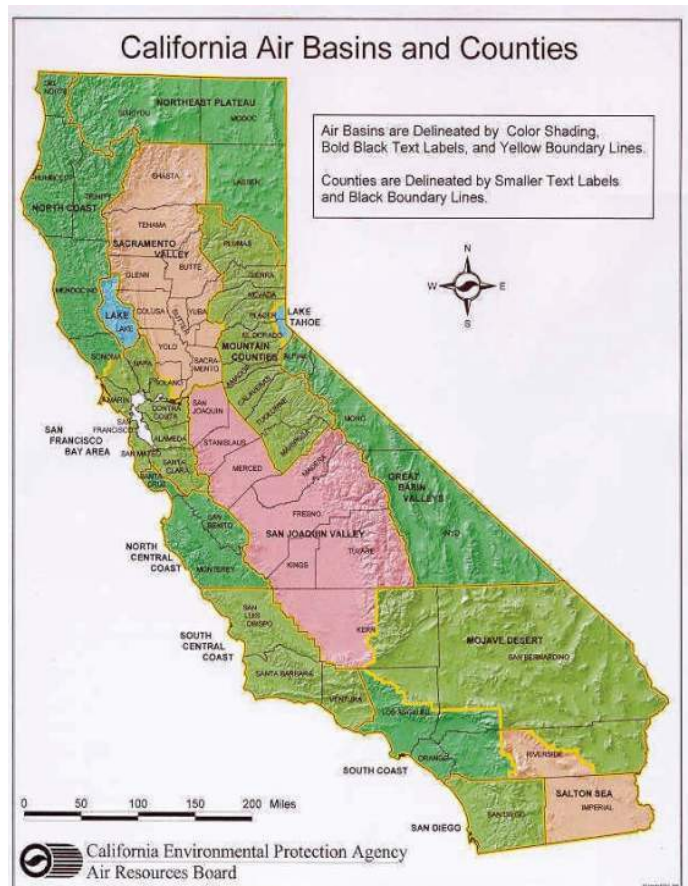 California Air Basins and Counties
Air Basins are Delineated by Color Shading,
Bold Black Text Labels, and Yellow Boundary Lines.
Counties are Delineated by Smaller Text Labels
and Black Boundary Lines.
N
W E
S
NORTHEAST PLATEAU
SISKIYOU
MODOC
HUMBOLDT
TRINITY
SHASTA
LASSEN
NORTH COAST
TEHAMA
PLUMAS
SACRAMENTO
VALLEY
BUTTE
GLENN
SIERRA
MENDOCINO
NEVADA
LAKE
LAKE
COLUSA
SUTTER
YUBA
PLACER
LAKE
TAHOE
YOLO
EL DORADO
MOUNTAIN
COUNTIES
ALPINE
SONOMA
NAPA
SACRA-
MENTO
AMADOR
SOLANO
CALAVERAS
MARIN
SAN
JOAQUIN
TUOLUMNE
CONTRA
COSTA
MONO
SAN
FRANCISCO
SAN
FRANCISCO
BAY AREA
ALAMEDA
STANISLAUS
MARIPOSA
SAN MATEO
SANTA
CLARA
MERCED
MADERA
SANTA
CRUZ
GREAT
BASIN
VALLEYS
SAN
BENITO
FRESNO
SAN JOAQUIN VALLEY
INYO
NORTH
CENTRAL
COAST
TULARE
MONTEREY
KINGS
SAN
LUIS
OBISPO
KERN
SOUTH
CENTRAL
COAST
MOJAVE DESERT
SAN BERNARDINO
SANTA BARBARA
VENTURA
LOS ANGELES
ORANGE
RIVERSIDE
SOUTH COAST
SALTON SEA
IMPERIAL
SAN DIEGO
SAN DIEGO
0 50 100 150 200 Miles
California Environmental Protection Agency
Air Resources Board